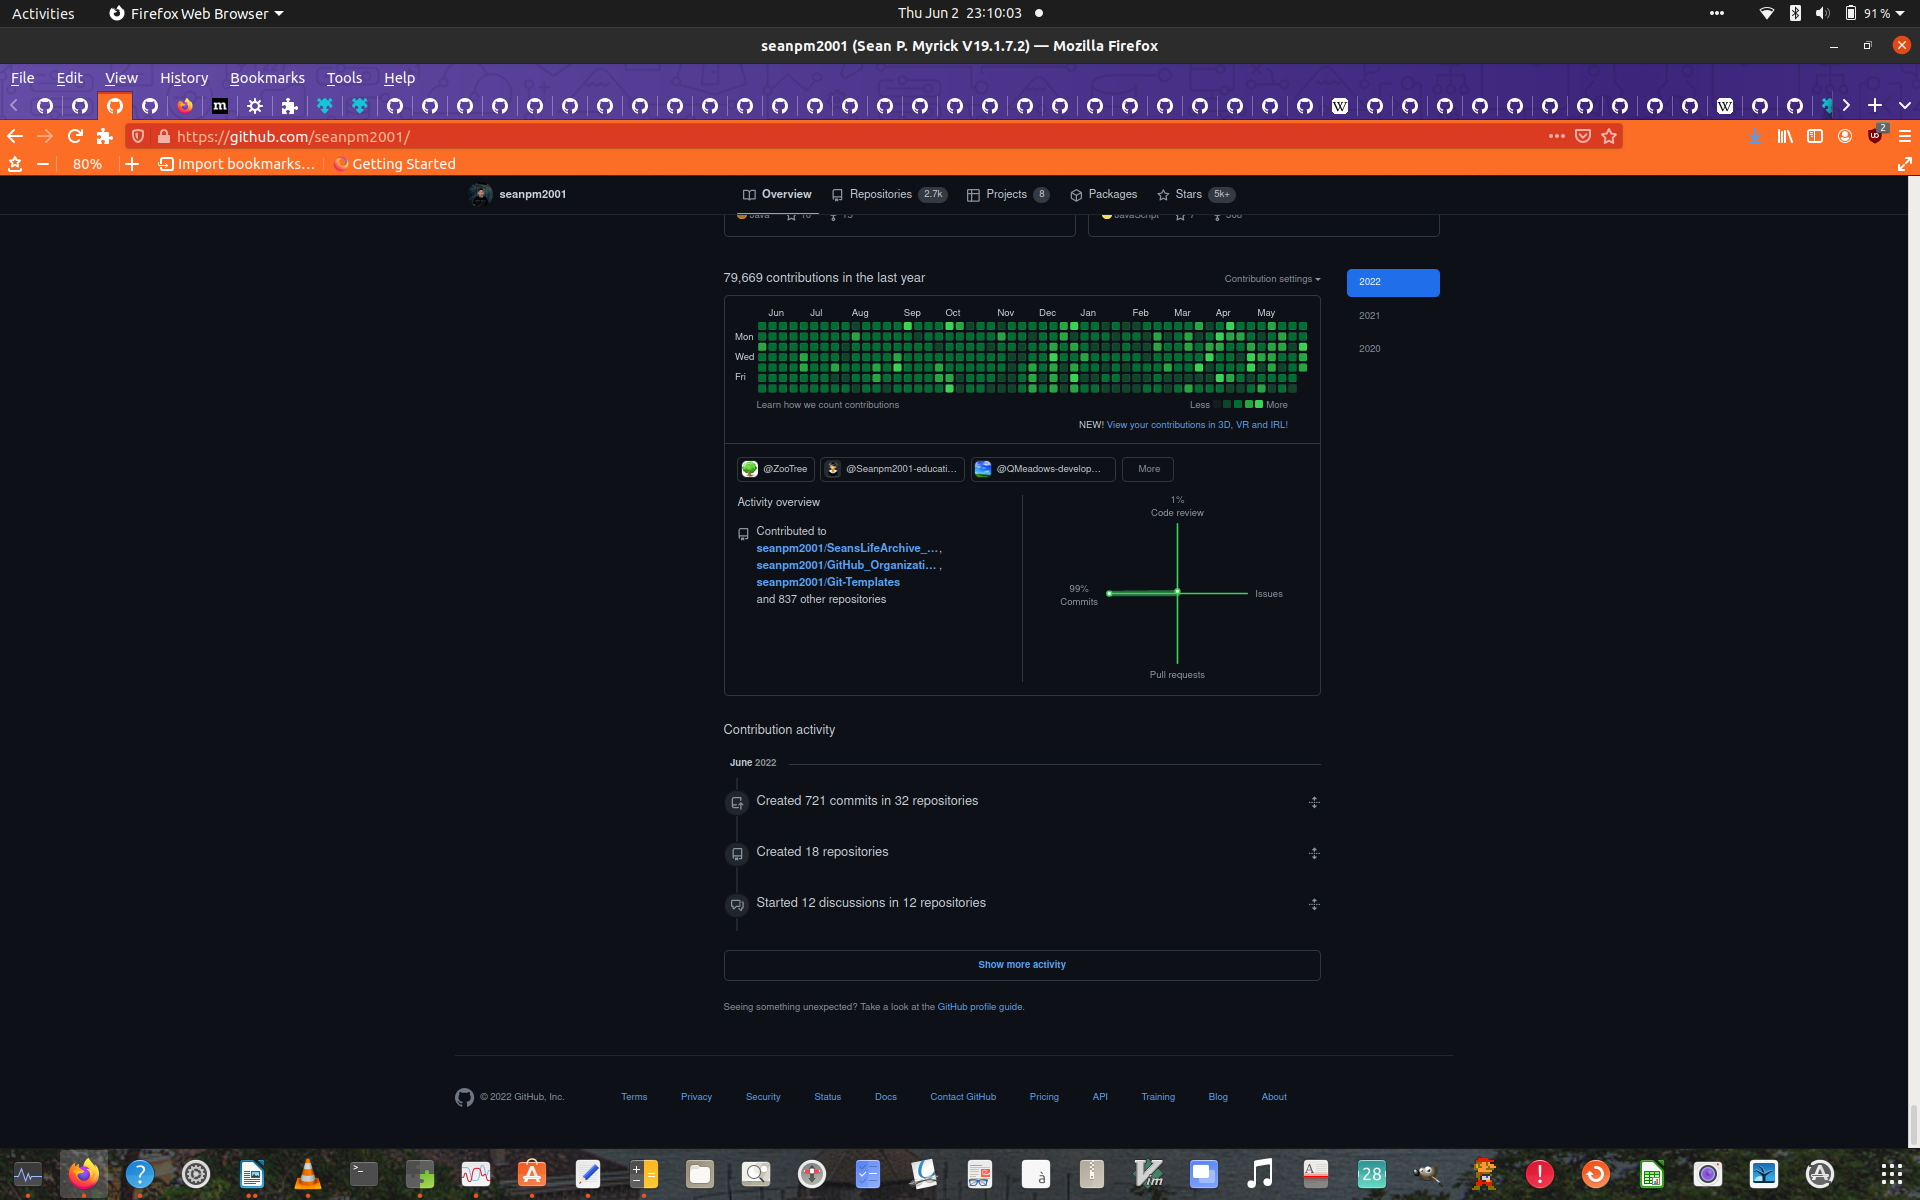 Activities
Firefox Web Browser
Thu Jun 2 23:10:03
91 %
seanpm2001 (Sean P. Myrick V19.1.7.2) — Mozilla Firefox
File Edit View History Bookmarks Tools Help
https://github.com/seanpm2001/
2
80%
Import bookmarks...
Getting Started
seanpm2001
Overview
Repositories 2.7k
Projects 8
Packages
Stars 5k+
79,669 contributions in the last year
Contribution settings
2022
2021
2020
Jun Jul Aug Sep Oct Nov Dec Jan Feb Mar Apr May
Mon
Wed
Fri
Learn how we count contributions
Less More
NEW! View your contributions in 3D, VR and IRL!
@ZooTree
@Seanpm2001-educati...
@QMeadows-develop...
More
Activity overview
Contributed to
seanpm2001/SeansLifeArchive_...,
seanpm2001/GitHub_Organizati... ,
seanpm2001/Git-Templates
and 837 other repositories
1%
Code review
99%
Commits
Issues
Pull requests
Contribution activity
June 2022
Created 721 commits in 32 repositories
Created 18 repositories
Started 12 discussions in 12 repositories
Show more activity
Seeing something unexpected? Take a look at the GitHub profile guide.
© 2022 GitHub, Inc.
Terms Privacy Security Status Docs Contact GitHub Pricing API Training Blog About
28